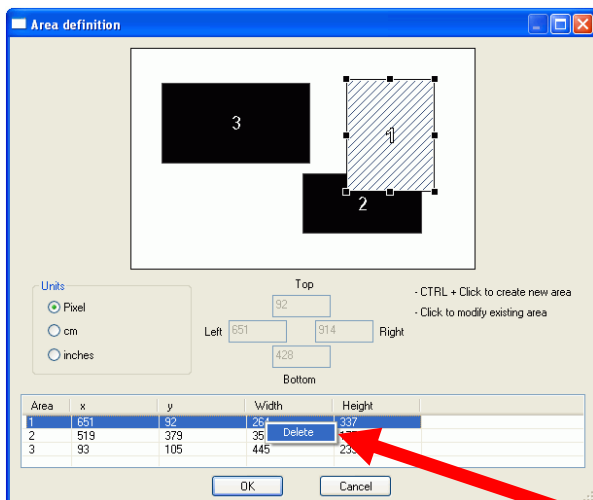 Area definition
3
1
2
Units
Pixel
cm
inches
Top
92
Left 651 914 Right
428
Bottom
- CTRL + Click to create new area
- Click to modify existing area
Area x y Width Height
1 651 92 264 337
Delete
2 519 379
3 93 105 445
OK Cancel